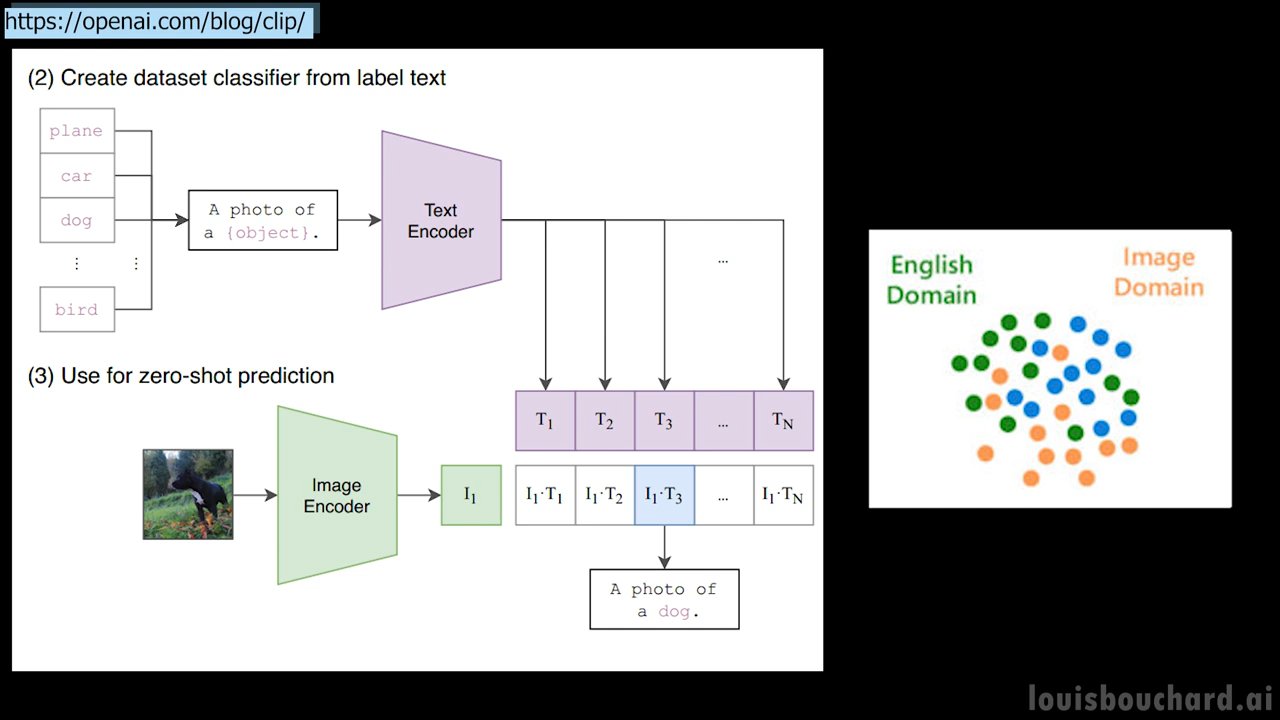 https://openai.com/blog/clip/
(2) Create dataset classifier from label text
plane
car
dog
⋮
⋮
bird
A photo of
a {object}.
Text
Encoder
...
(3) Use for zero-shot prediction
Image
Encoder
I1
T1 T2 T3 ... TN
I1·T1 I1·T2 I1·T3 ... I1·TN
A photo of
a dog.
English
Domain
Image
Domain
louisbouchard.ai